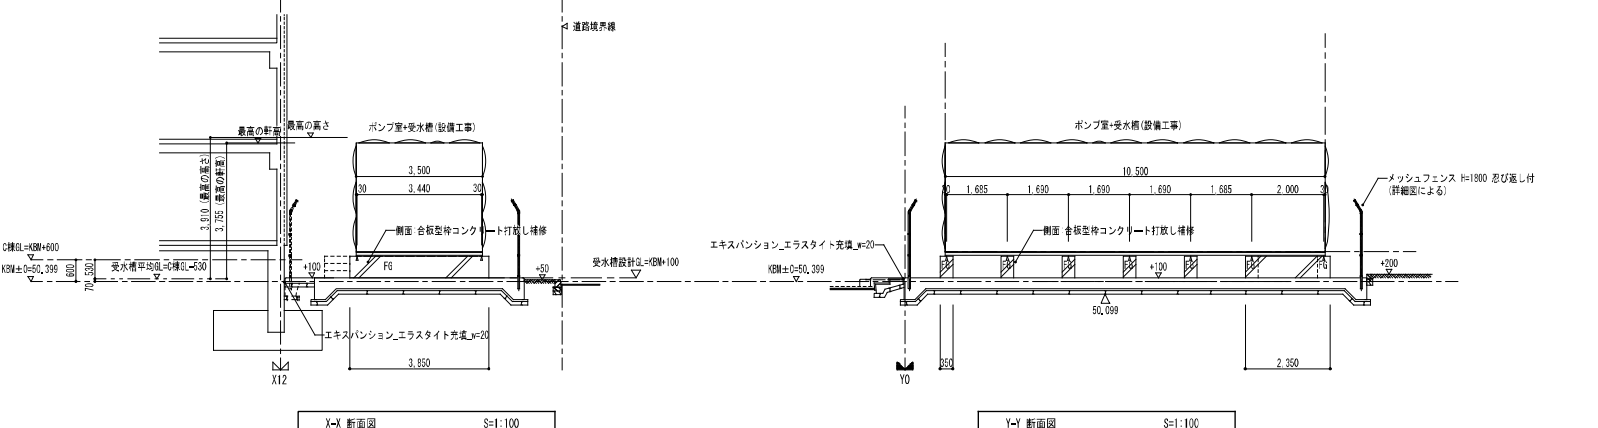 道路境界線
最高の軒高
最高の高さ
ポンプ室+受水槽(設備工事)
3,910 (最高の高さ)
3,755 (最高の軒高)
3,500
30
3,440
30
側面:合板型枠コンクリート打放し補修
C棟GL=KBM+600
KBM±0=50.399
600
530
70
受水槽平均GL=C棟GL-530
+100
FG
+50
受水槽設計GL=KBM+100
エキスパンション_エラスタイト充填_w=20
3,850
X12
X-X 断面図
S=1:100
ポンプ室+受水槽(設備工事)
10,500
30
1,685
1,690
1,690
1,690
1,685
2,000
30
メッシュフェンス H=1800 忍び返し付
(詳細図による)
側面:合板型枠コンクリート打放し補修
エキスパンション_エラスタイト充填_w=20
KBM±0=50.399
FG
FG
FG
FG
FG
FG
FG
+100
+200
50.099
350
2,350
Y0
Y-Y 断面図
S=1:100